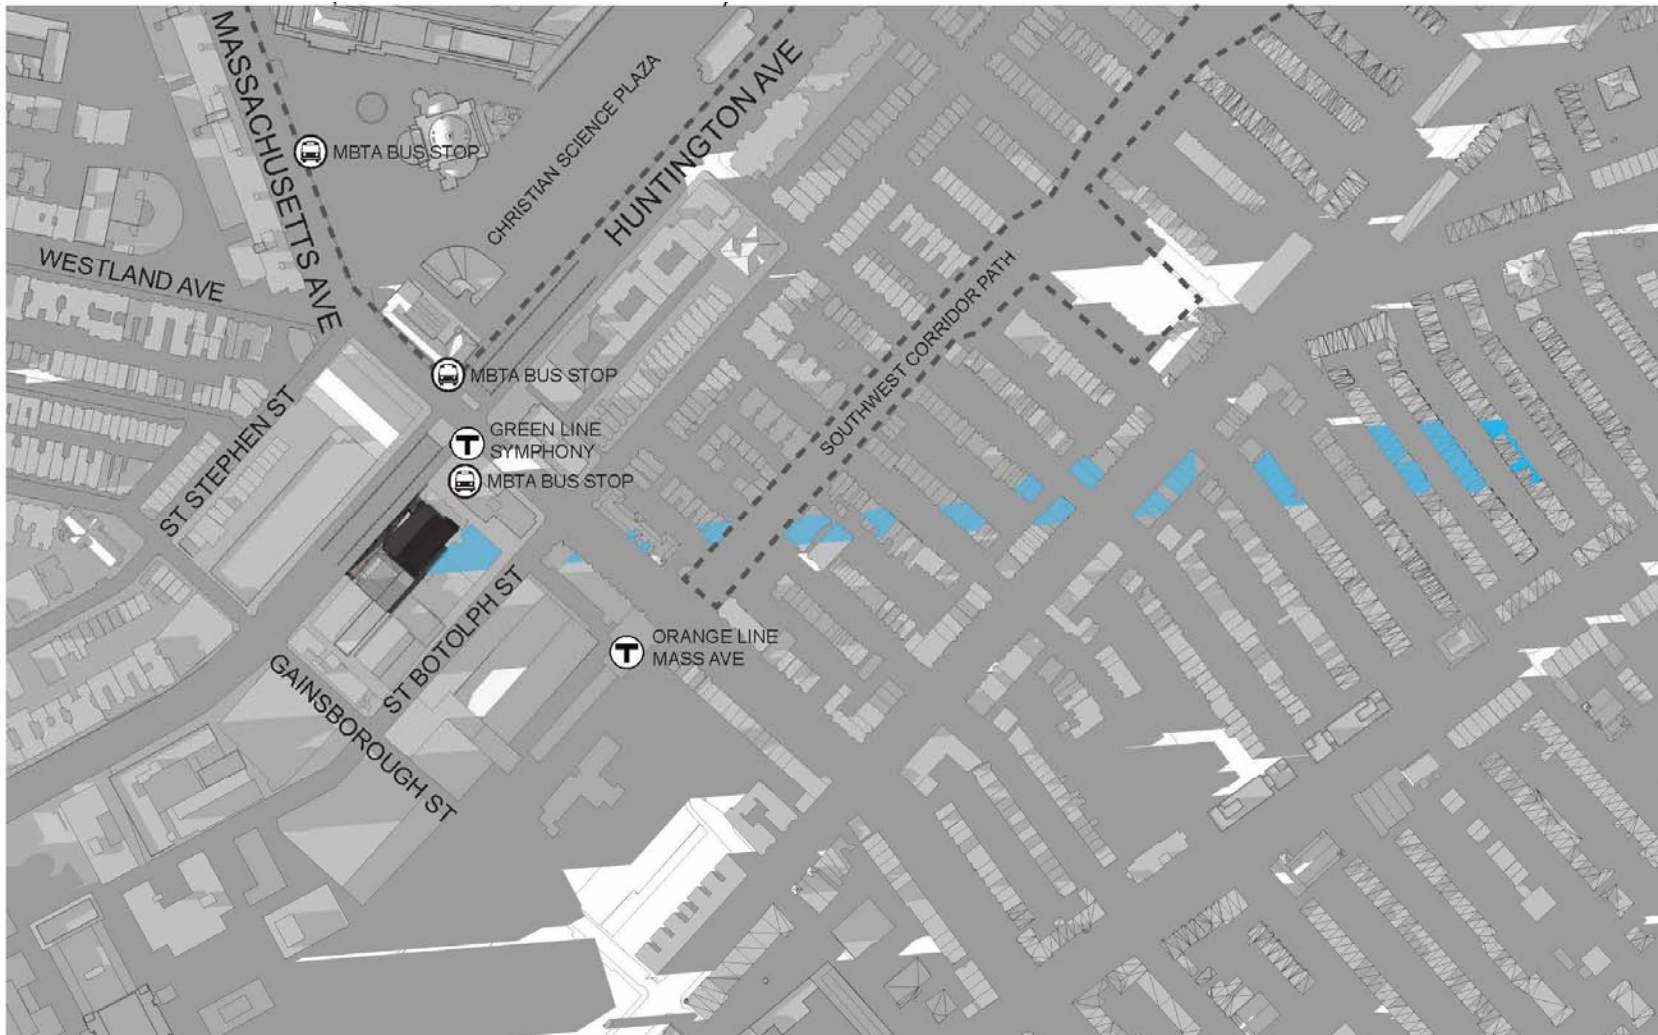 MASSACHUSETTS AVE
MBTA BUS STOP
CHRISTIAN SCIENCE PLAZA
HUNTINGTON AVE
WESTLAND AVE
MBTA BUS STOP
SOUTHWEST CORRIDOR PATH
ST STEPHEN ST
T
GREEN LINE
SYMPHONY
MBTA BUS STOP
ST BOTOLPH ST
GAINSBOROUGH ST
T
ORANGE LINE
MASS AVE